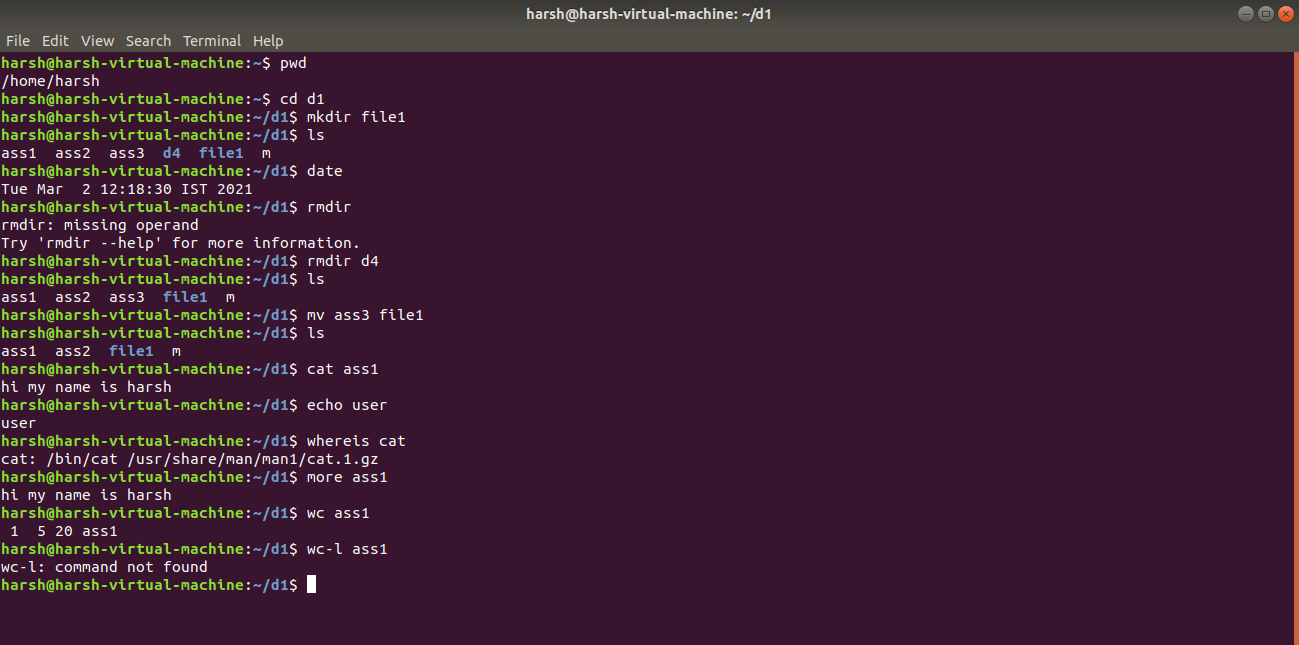 harsh@harsh-virtual-machine: ~/d1
File Edit View Search Terminal Help
harsh@harsh-virtual-machine:~$ pwd
/home/harsh
harsh@harsh-virtual-machine:~$ cd d1
harsh@harsh-virtual-machine:~/d1$ mkdir file1
harsh@harsh-virtual-machine:~/d1$ ls
ass1  ass2  ass3  d4  file1  m
harsh@harsh-virtual-machine:~/d1$ date
Tue Mar  2 12:18:30 IST 2021
harsh@harsh-virtual-machine:~/d1$ rmdir
rmdir: missing operand
Try 'rmdir --help' for more information.
harsh@harsh-virtual-machine:~/d1$ rmdir d4
harsh@harsh-virtual-machine:~/d1$ ls
ass1  ass2  ass3  file1  m
harsh@harsh-virtual-machine:~/d1$ mv ass3 file1
harsh@harsh-virtual-machine:~/d1$ ls
ass1  ass2  file1  m
harsh@harsh-virtual-machine:~/d1$ cat ass1
hi my name is harsh
harsh@harsh-virtual-machine:~/d1$ echo user
user
harsh@harsh-virtual-machine:~/d1$ whereis cat
cat: /bin/cat /usr/share/man/man1/cat.1.gz
harsh@harsh-virtual-machine:~/d1$ more ass1
hi my name is harsh
harsh@harsh-virtual-machine:~/d1$ wc ass1
 1  5 20 ass1
harsh@harsh-virtual-machine:~/d1$ wc-l ass1
wc-l: command not found
harsh@harsh-virtual-machine:~/d1$